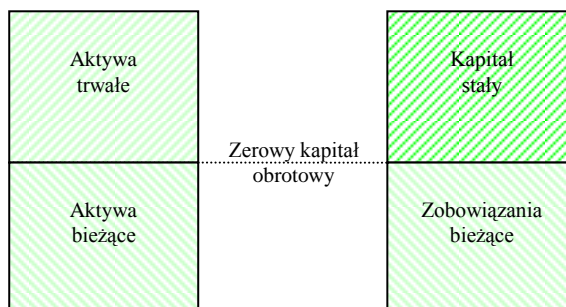 Aktywa
trwałe
Kapitał
stały
Zerowy kapitał
obrotowy
Aktywa
bieżące
Zobowiązania
bieżące